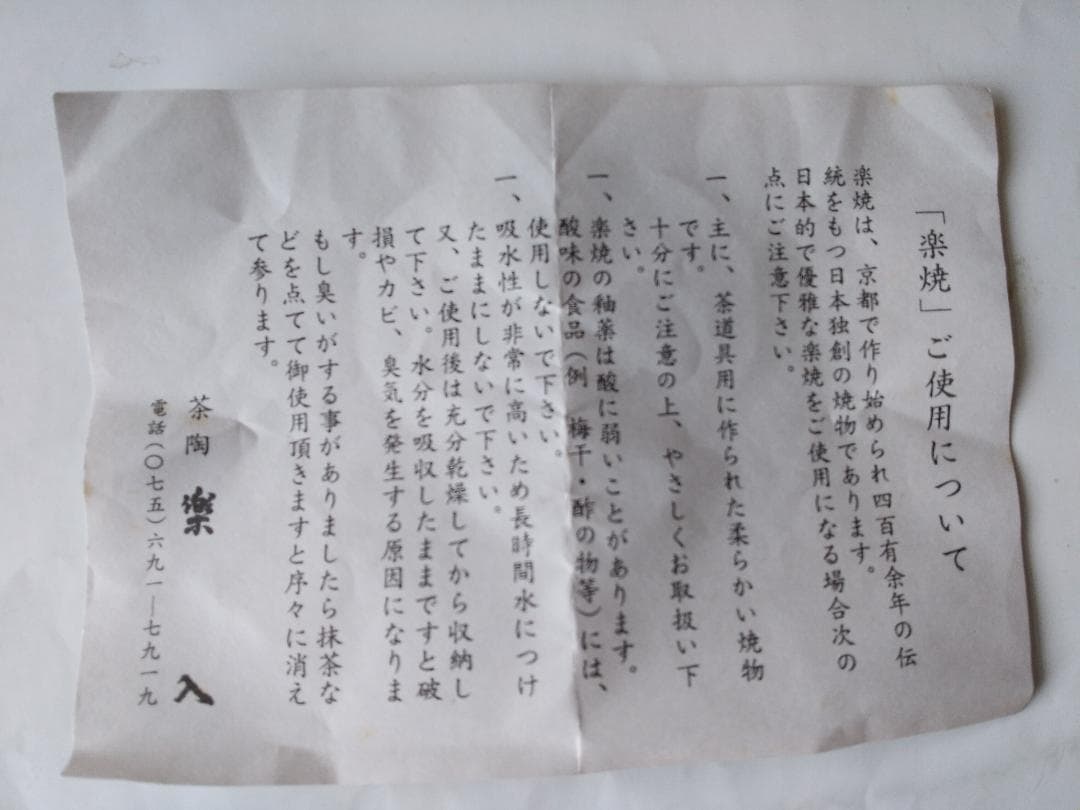 「楽焼」ご使用について
楽焼は、京都で作り始められ四百有余年の伝
統をもつ日本独創の焼物であります。
日本的で優雅な楽焼をご使用になる場合次の
点にご注意下さい。
一、主に、茶道具用に作られた柔らかい焼物
です。
十分にご注意の上、やさしくお取扱い下
さい。
一、楽焼の釉薬は酸に弱いことがあります。
酸味の食品(例 梅干・酢の物等)には、
使用しないで下さい。
一、吸水性が非常に高いため長時間水につけ
たままにしないで下さい。
又、ご使用後は充分乾燥してから収納し
て下さい。水分を吸収したままですと破
損やカビ、臭気を発生する原因になりま
す。
もし臭いがする事がありましたら抹茶な
どを点てて御使用頂きますと序々に消え
て参ります。
茶陶 楽入
電話(〇七五)六九一―七九一九